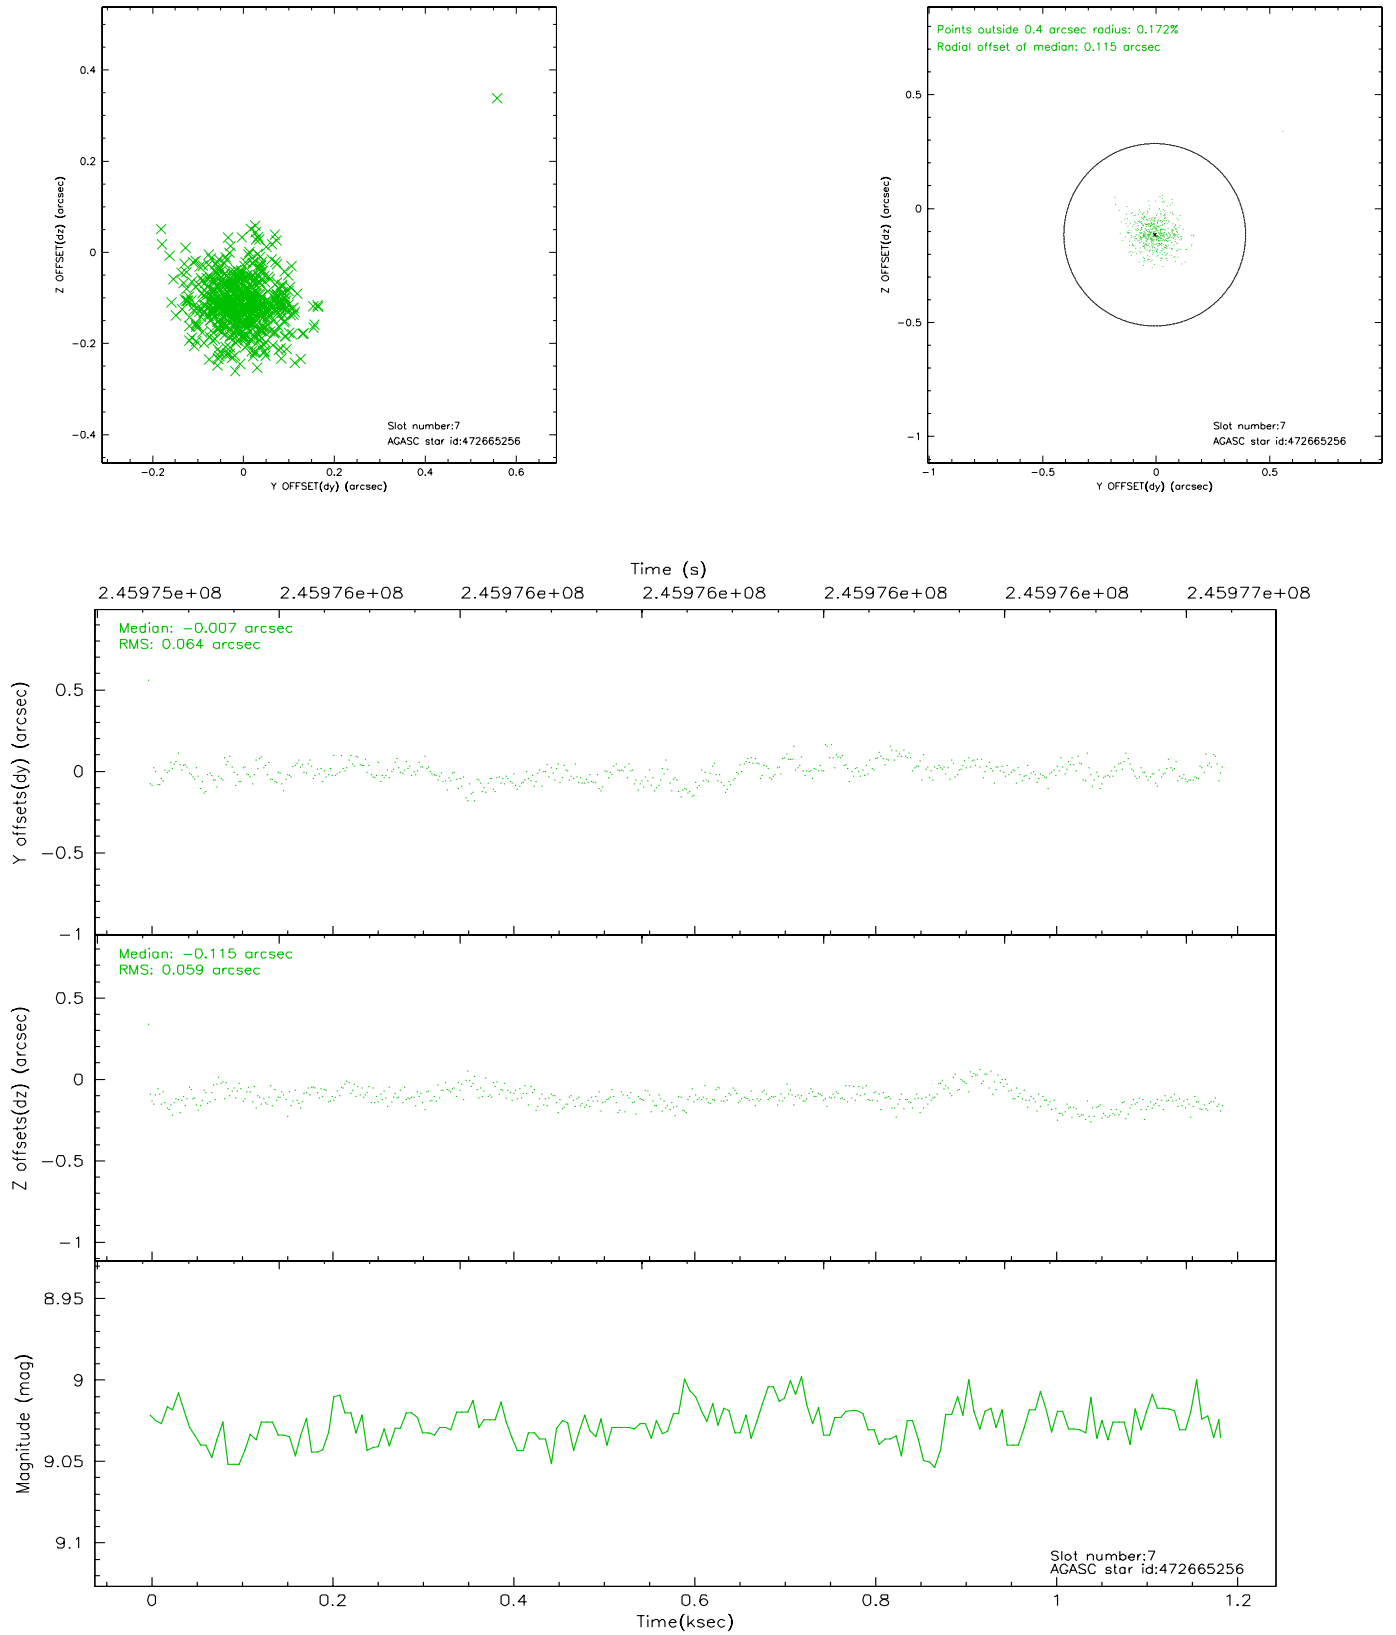 Points outside 0.4 arcsec radius: 0.172%
Radial offset of median: 0.115 arcsec
0.4
0.2
0
−0.2
−0.4
Z OFFSET(dz) (arcsec)
Slot number:7
AGASC star id:472665256
−0.2 0 0.2 0.4 0.6
Y OFFSET(dy) (arcsec)
0.5
0
−0.5
−1
Z OFFSET(dz) (arcsec)
Slot number:7
AGASC star id:472665256
−1 −0.5 0 0.5
Y OFFSET(dy) (arcsec)
Time (s)
2.45975e+08 2.45976e+08 2.45976e+08 2.45976e+08 2.45976e+08 2.45976e+08 2.45977e+08
Median: −0.007 arcsec
RMS: 0.064 arcsec
0.5
0
−0.5
−1
Y offsets(dy) (arcsec)
Median: −0.115 arcsec
RMS: 0.059 arcsec
0.5
0
−0.5
−1
Z offsets(dz) (arcsec)
8.95
9
9.05
9.1
Magnitude (mag)
Slot number:7
AGASC star id:472665256
0 0.2 0.4 0.6 0.8 1 1.2
Time(ksec)